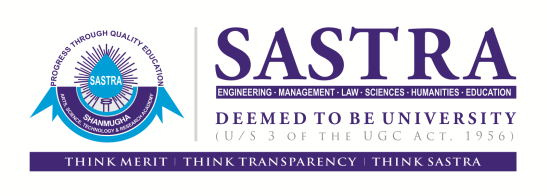 PROGRESS THROUGH QUALITY EDUCATION
SASTRA
SHANMUGHA
ARTS, SCIENCE, TECHNOLOGY & RESEARCH ACADEMY
SASTRA
ENGINEERING · MANAGEMENT · LAW · SCIENCES · HUMANITIES · EDUCATION
DEEMED TO BE UNIVERSITY
(U/S 3 OF THE UGC ACT, 1956)
THINK MERIT | THINK TRANSPARENCY | THINK SASTRA